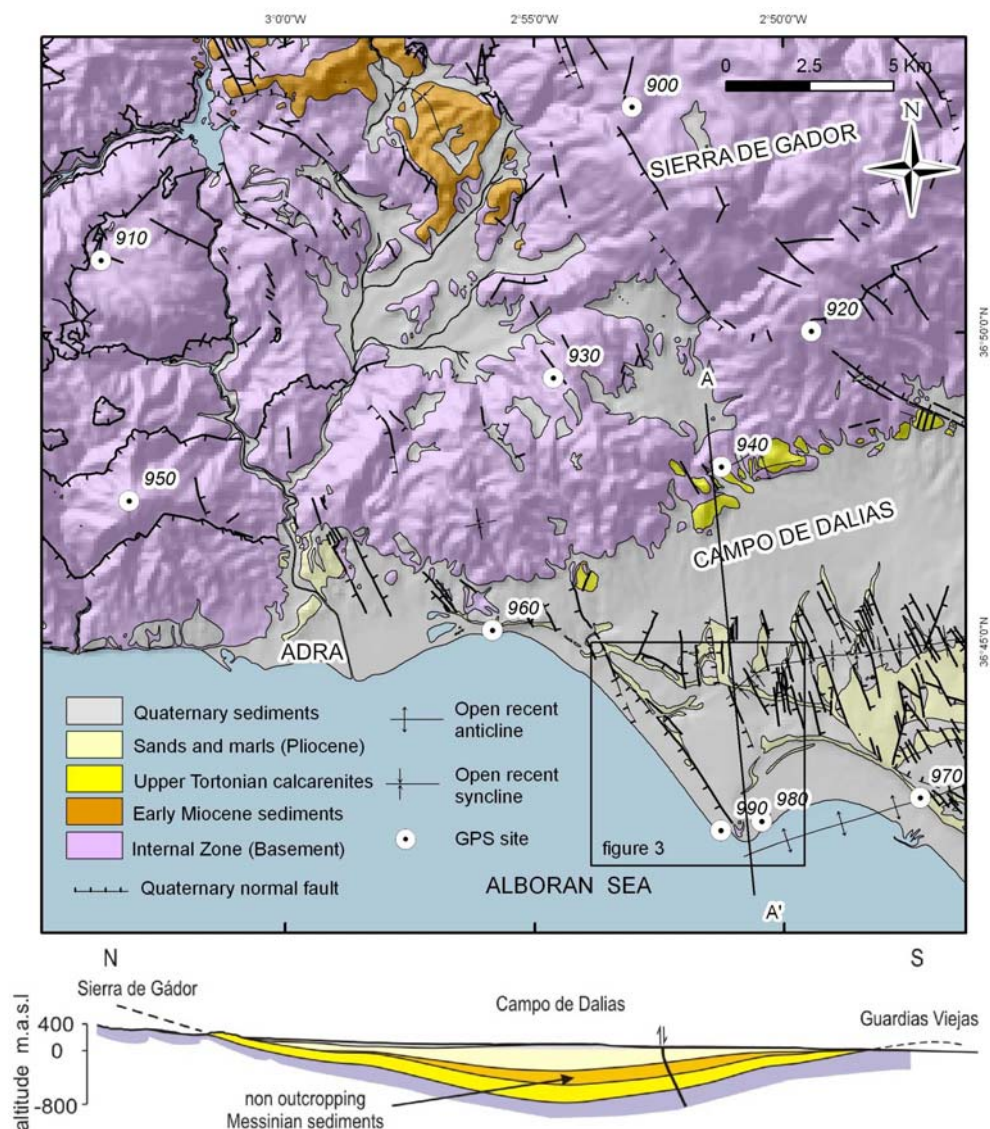 3°0'0"W
2°55'0"W
2°50'0"W
0 2.5 5 Km
900
SIERRA DE GADOR
N
910
920
36°50'0"N
930
A
940
950
CAMPO DE DALIAS
960
36°45'0"N
ADRA
970
990 980
figure 3
ALBORAN SEA
A'
Quaternary sediments
Sands and marls (Pliocene)
Upper Tortonian calcarenites
Early Miocene sediments
Internal Zone (Basement)
Quaternary normal fault
Open recent
anticline
Open recent
syncline
GPS site
N
S
Sierra de Gádor
Campo de Dalias
Guardias Viejas
altitude m.a.s.l
400
0
-800
non outcropping
Messinian sediments